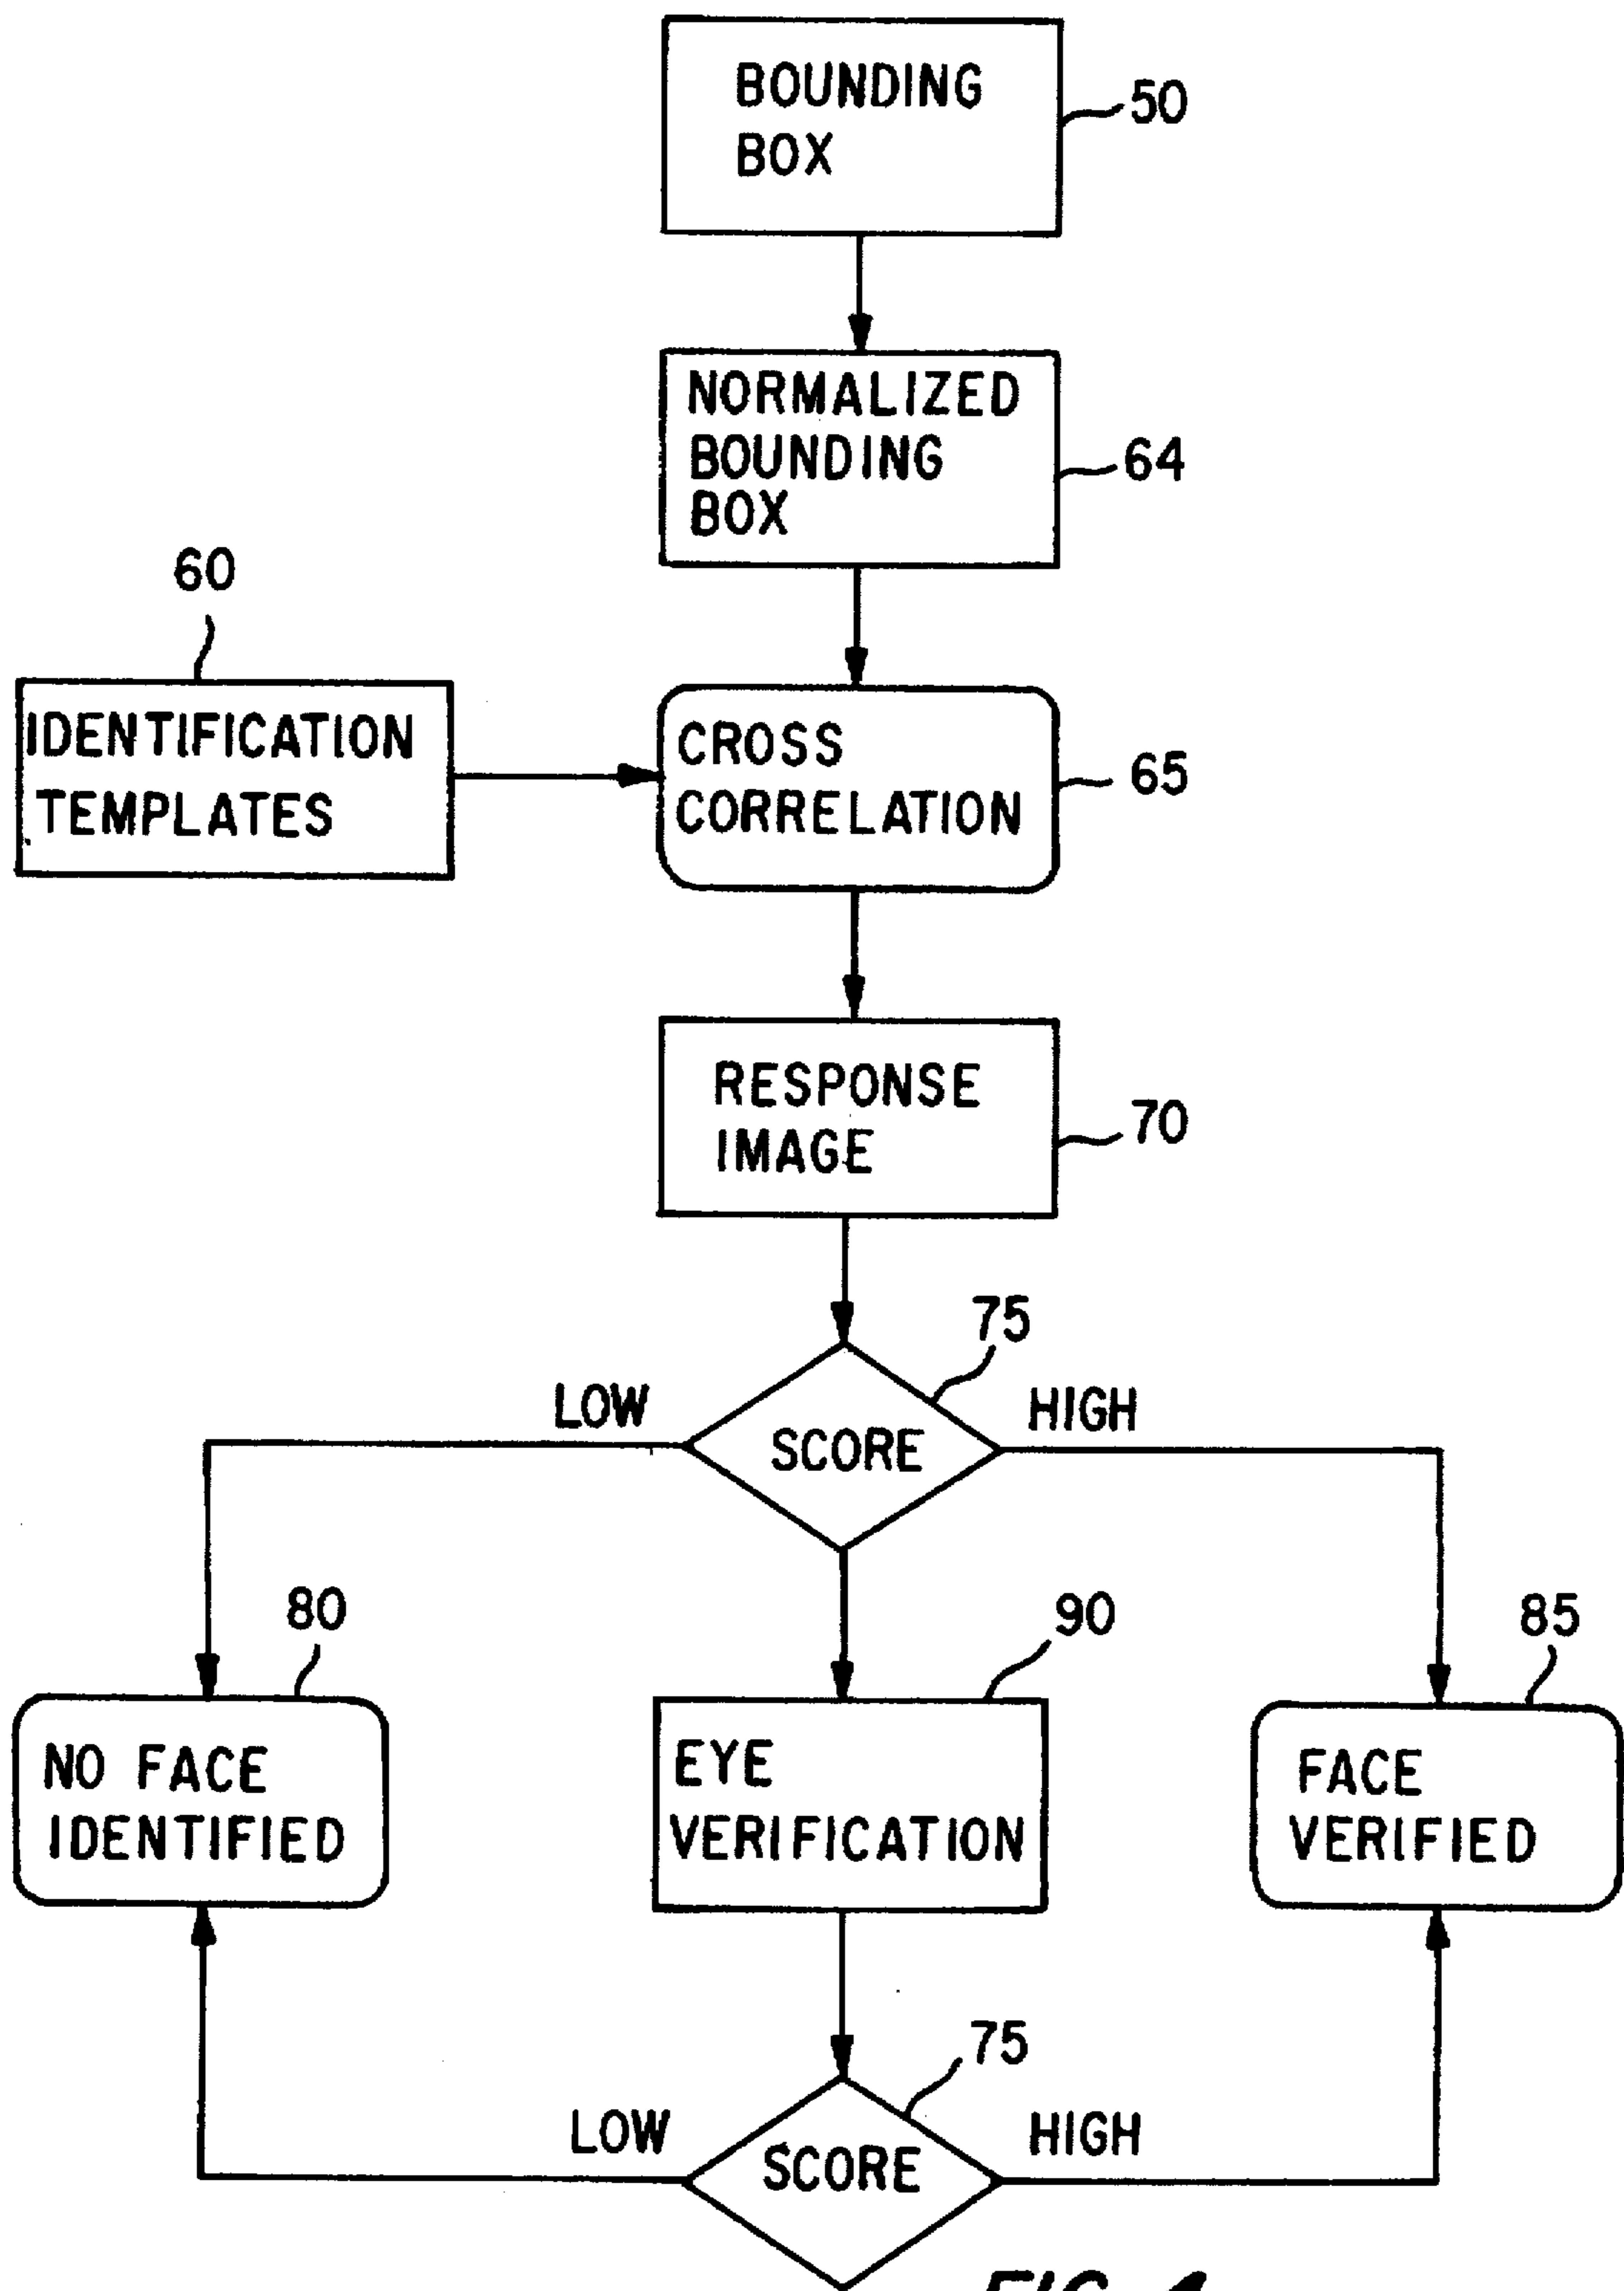 BOUNDING
BOX
50
NORMALIZED
BOUNDING
BOX
64
60
IDENTIFICATION
TEMPLATES
CROSS
CORRELATION
65
RESPONSE
IMAGE
70
75
LOW
HIGH
SCORE
80
90
85
NO FACE
IDENTIFIED
EYE
VERIFICATION
FACE
VERIFIED
75
LOW
HIGH
SCORE